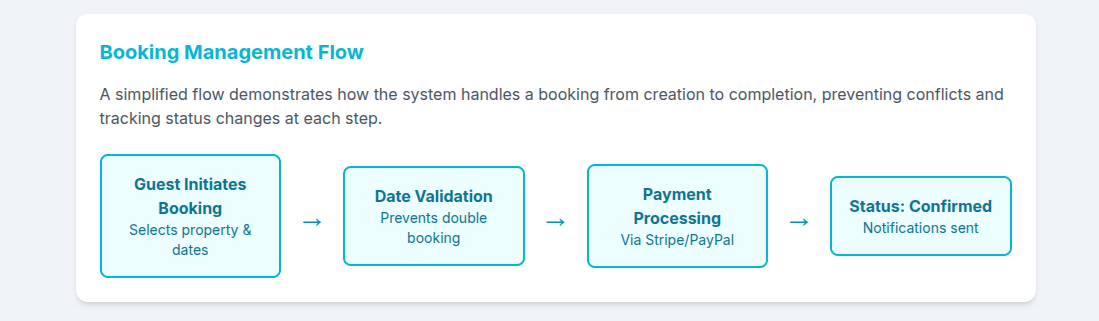 Booking Management Flow
A simplified flow demonstrates how the system handles a booking from creation to completion, preventing conflicts and
tracking status changes at each step.
Guest Initiates
Booking
Selects property &
dates
→
Date Validation
Prevents double
booking
→
Payment
Processing
Via Stripe/PayPal
→
Status: Confirmed
Notifications sent